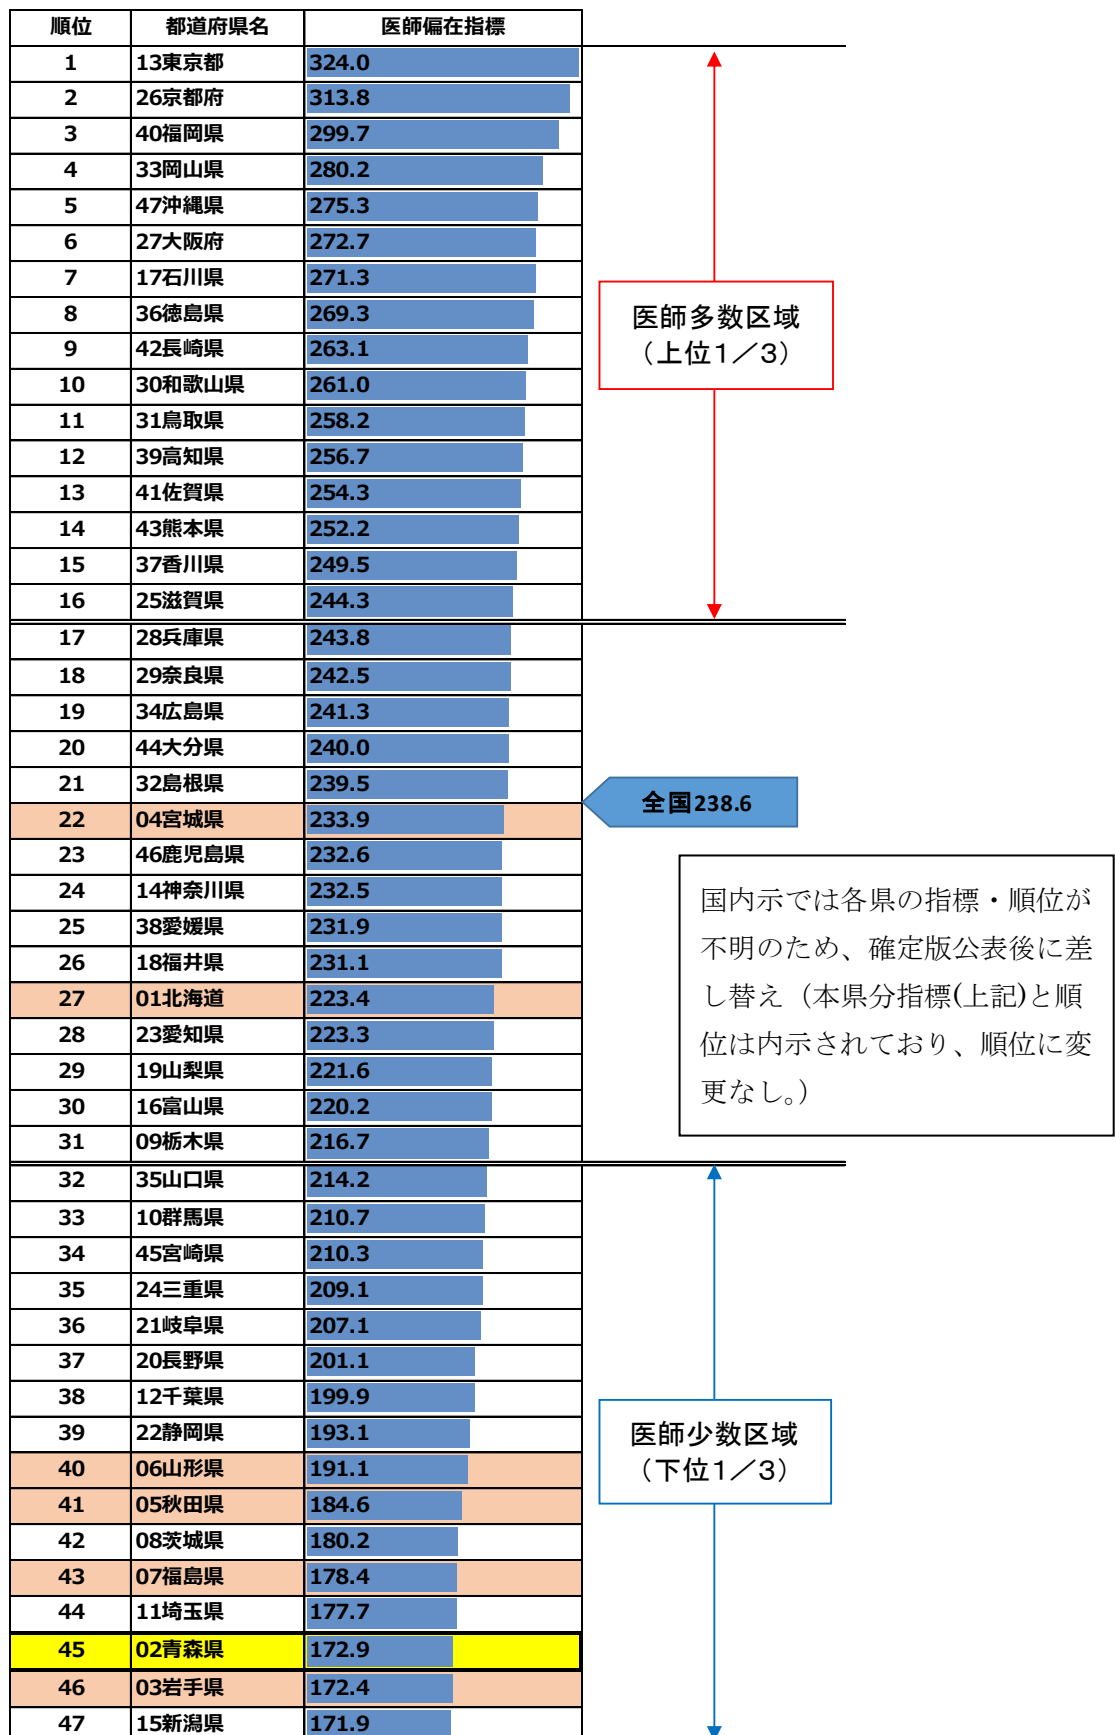 順位 都道府県名 医師偏在指標
1 13東京都 324.0
2 26京都府 313.8
3 40福岡県 299.7
4 33岡山県 280.2
5 47沖縄県 275.3
6 27大阪府 272.7
7 17石川県 271.3
8 36徳島県 269.3
9 42長崎県 263.1
10 30和歌山県 261.0
11 31鳥取県 258.2
12 39高知県 256.7
13 41佐賀県 254.3
14 43熊本県 252.2
15 37香川県 249.5
16 25滋賀県 244.3
17 28兵庫県 243.8
18 29奈良県 242.5
19 34広島県 241.3
20 44大分県 240.0
21 32島根県 239.5
22 04宮城県 233.9
23 46鹿児島県 232.6
24 14神奈川県 232.5
25 38愛媛県 231.9
26 18福井県 231.1
27 01北海道 223.4
28 23愛知県 223.3
29 19山梨県 221.6
30 16富山県 220.2
31 09栃木県 216.7
32 35山口県 214.2
33 10群馬県 210.7
34 45宮崎県 210.3
35 24三重県 209.1
36 21岐阜県 207.1
37 20長野県 201.1
38 12千葉県 199.9
39 22静岡県 193.1
40 06山形県 191.1
41 05秋田県 184.6
42 08茨城県 180.2
43 07福島県 178.4
44 11埼玉県 177.7
45 02青森県 172.9
46 03岩手県 172.4
47 15新潟県 171.9
医師多数区域
（上位1／3）
全国238.6
国内示では各県の指標・順位が
不明のため、確定版公表後に差
し替え（本県分指標(上記)と順
位は内示されており、順位に変
更なし。）
医師少数区域
（下位1／3）